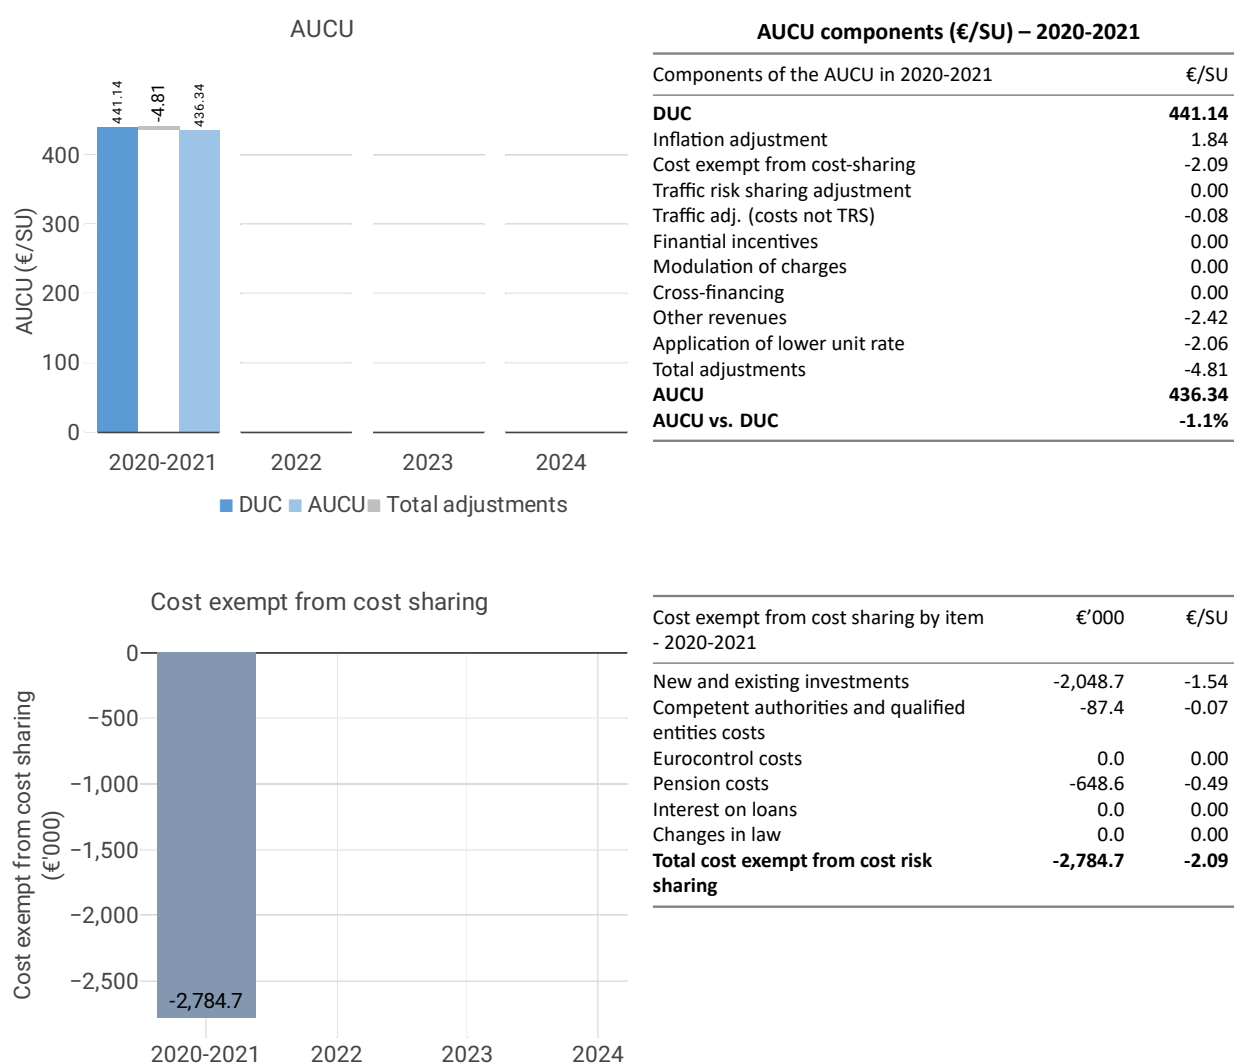 AUCU
441.14
-4.81
436.34
400
300
200
100
0
AUCU (€/SU)
2020-2021 2022 2023 2024
DUC AUCU Total adjustments
AUCU components (€/SU) – 2020-2021
Components of the AUCU in 2020-2021 €/SU
DUC 441.14
Inflation adjustment 1.84
Cost exempt from cost-sharing -2.09
Traffic risk sharing adjustment 0.00
Traffic adj. (costs not TRS) -0.08
Finantial incentives 0.00
Modulation of charges 0.00
Cross-financing 0.00
Other revenues -2.42
Application of lower unit rate -2.06
Total adjustments -4.81
AUCU 436.34
AUCU vs. DUC -1.1%
Cost exempt from cost sharing
0
−500
−1,000
−1,500
−2,000
−2,500
Cost exempt from cost sharing
(€'000)
-2,784.7
2020-2021 2022 2023 2024
Cost exempt from cost sharing by item €’000 €/SU
- 2020-2021
New and existing investments -2,048.7 -1.54
Competent authorities and qualified -87.4 -0.07
entities costs
Eurocontrol costs 0.0 0.00
Pension costs -648.6 -0.49
Interest on loans 0.0 0.00
Changes in law 0.0 0.00
Total cost exempt from cost risk -2,784.7 -2.09
sharing